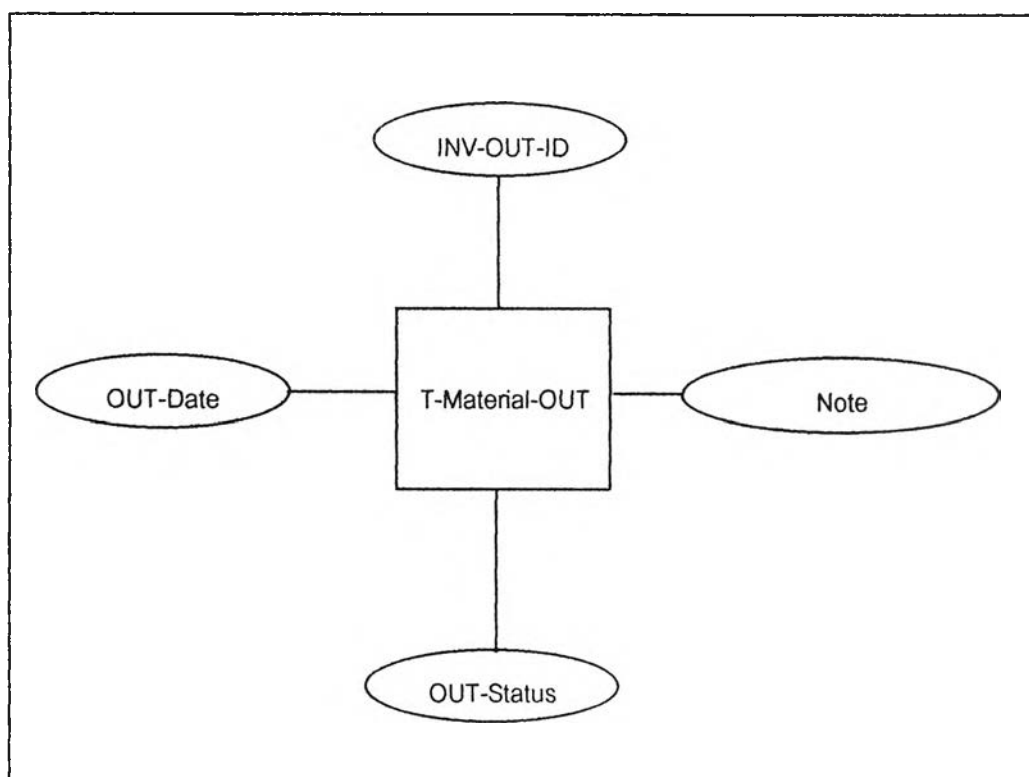 INV-OUT-ID
OUT-Date
T-Material-OUT
Note
OUT-Status